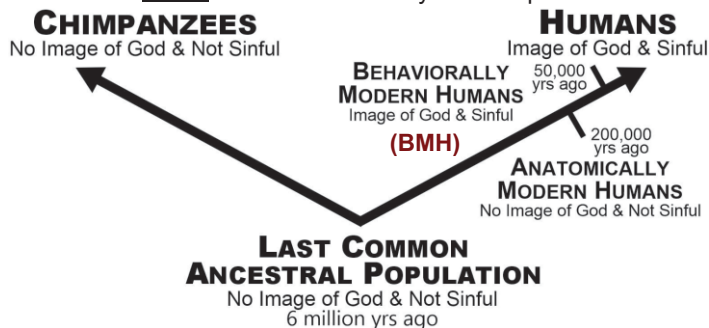 CHIMPANZEES
No Image of God & Not Sinful
HUMANS
Image of God & Sinful
BEHAVIORALLY
MODERN HUMANS
Image of God & Sinful
(BMH)
50,000
yrs ago
200,000
yrs ago
ANATOMICALLY
MODERN HUMANS
No Image of God & Not Sinful
LAST COMMON
ANCESTRAL POPULATION
No Image of God & Not Sinful
6 million yrs ago